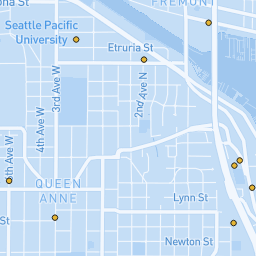 FREMONT
Seattle Pacific
University
Etruria St
3rd Ave W
2nd Ave N
4th Ave W
QUEEN
ANNE
Lynn St
Newton St